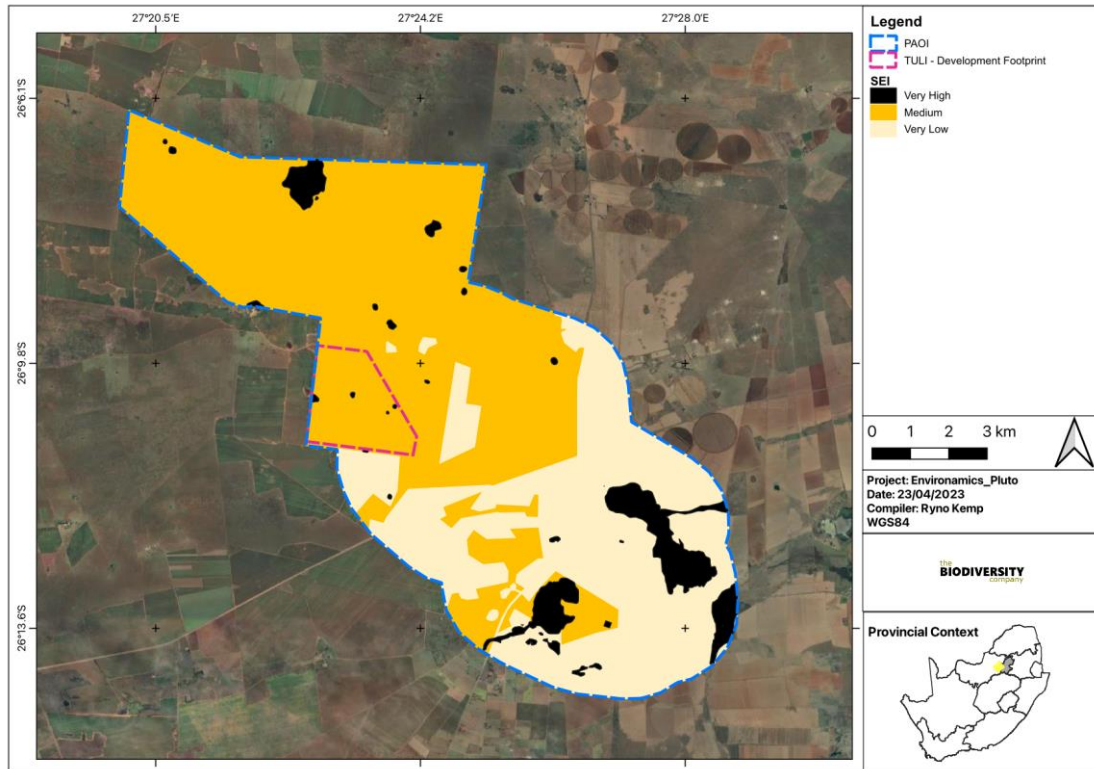 27°20.5'E
27°24.2'E
28°28.0'E
26°6.1'S
26°9.8'S
26°13.6'S
Legend
PAOI
TULI - Development Footprint
SEI
Very High
Medium
Very Low
0 1 2 3 km
Project: Environamics_Pluto
Date: 23/04/2023
Compiler: Ryno Kemp
WGS84
the
BIODIVERSITY
company
Provincial Context